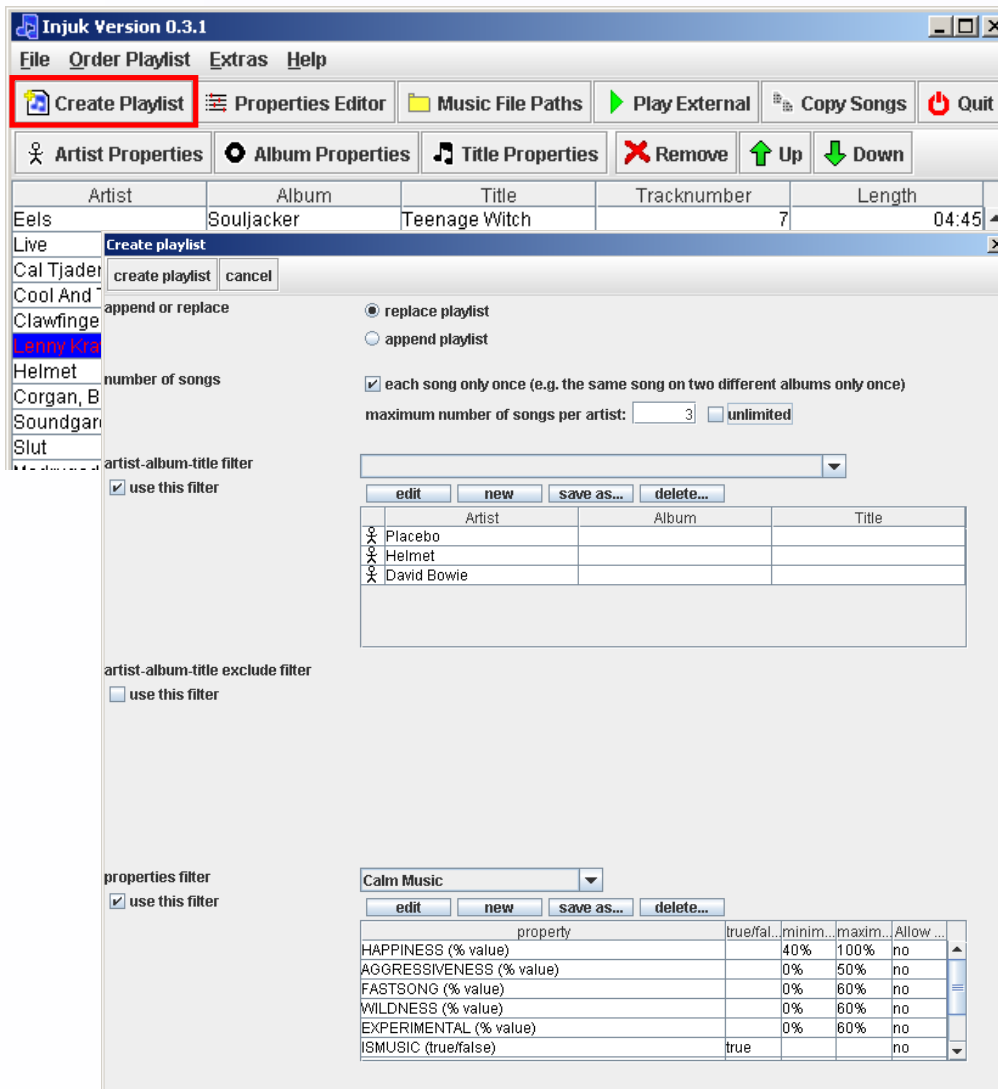 Injuk Version 0.3.1
File Order Playlist Extras Help
Create Playlist Properties Editor Music File Paths Play External Copy Songs Quit
Artist Properties Album Properties Title Properties Remove Up Down
Artist Album Title Tracknumber Length
Eels Souljacker Teenage Witch 7 04:45
Live
Create playlist
Cal Tjader
create playlist cancel
Cool And
append or replace replace playlist
Clawfinge
append playlist
Lenny Kra
Helmet
number of songs each song only once (e.g. the same song on two different albums only once)
Corgan, B
maximum number of songs per artist: 3 unlimited
Soundgar
Slut
artist-album-title filter
use this filter
edit new save as... delete...
Artist Album Title
Placebo
Helmet
David Bowie
artist-album-title exclude filter
use this filter
properties filter Calm Music
use this filter
edit new save as... delete...
property true/fal... minim... maxim... Allow ...
HAPPINESS (% value) 40% 100% no
AGGRESSIVENESS (% value) 0% 50% no
FASTSONG (% value) 0% 60% no
WILDNESS (% value) 0% 60% no
EXPERIMENTAL (% value) 0% 60% no
ISMUSIC (true/false) true no